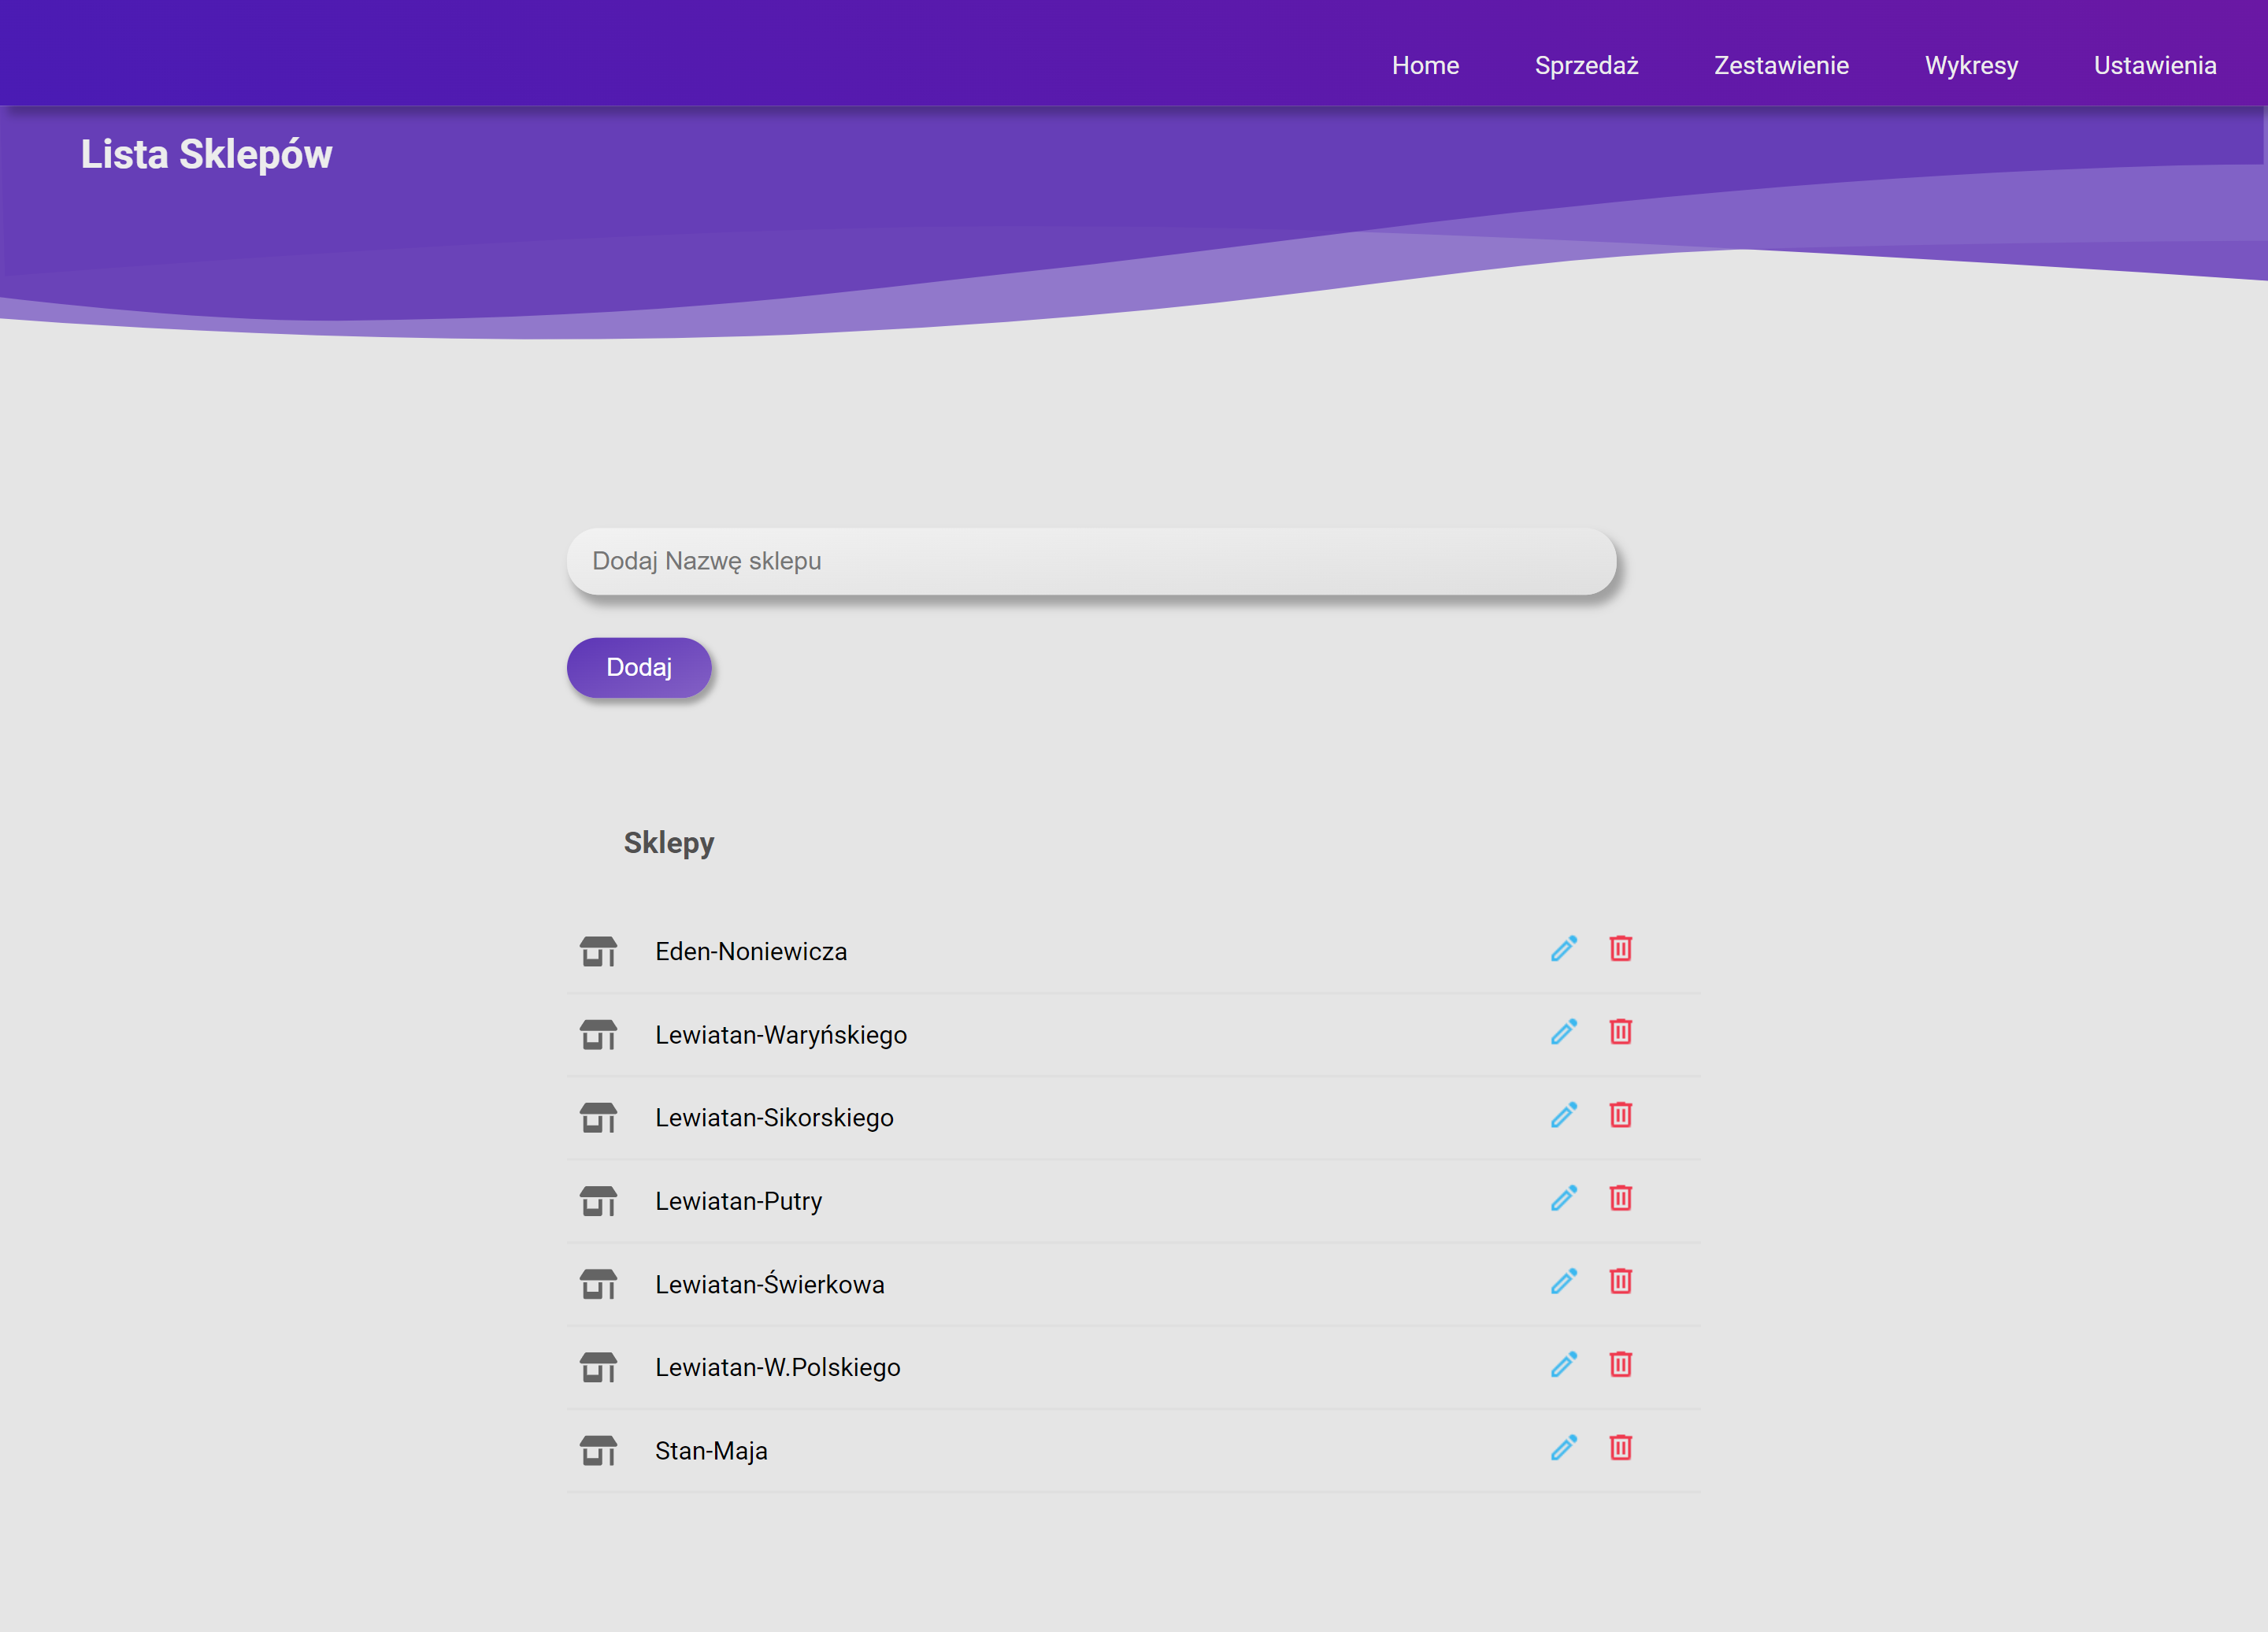 Home Sprzedaż Zestawienie Wykresy Ustawienia
Lista Sklepów
Dodaj Nazwę sklepu
Dodaj
Sklepy
Eden-Noniewicza
Lewiatan-Waryńskiego
Lewiatan-Sikorskiego
Lewiatan-Putry
Lewiatan-Świerkowa
Lewiatan-W.Polskiego
Stan-Maja